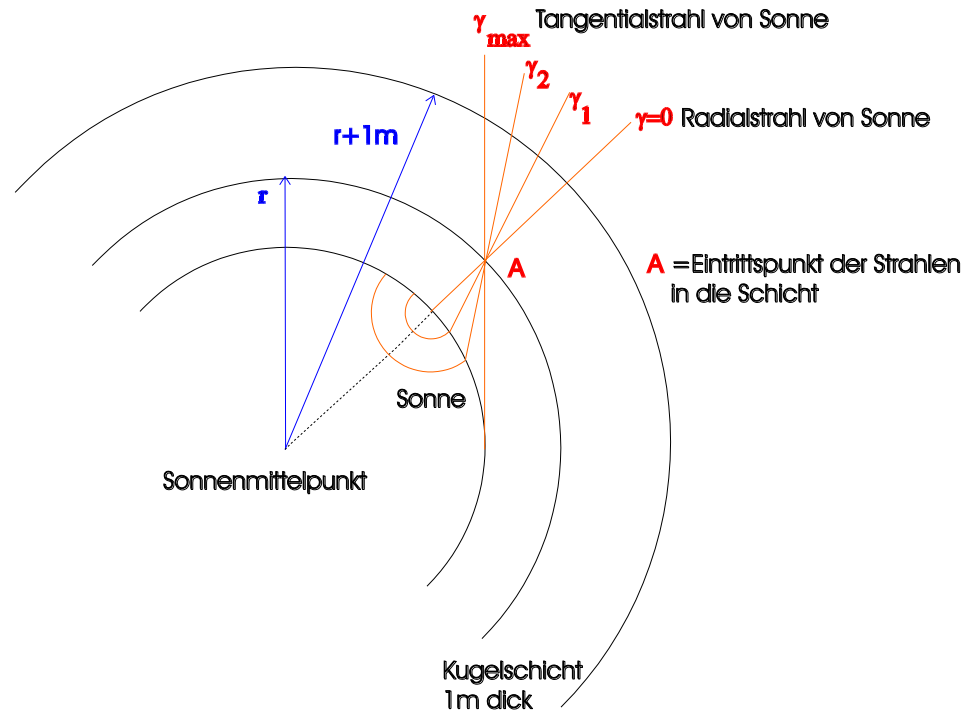 Tangentialstrahl von Sonne
γmax
γ2
γ1
γ=0 Radialstrahl von Sonne
r+1m
r
A
A =Eintrittspunkt der Strahlen
in die Schicht
Sonne
Sonnenmittelpunkt
Kugelschicht
1m dick